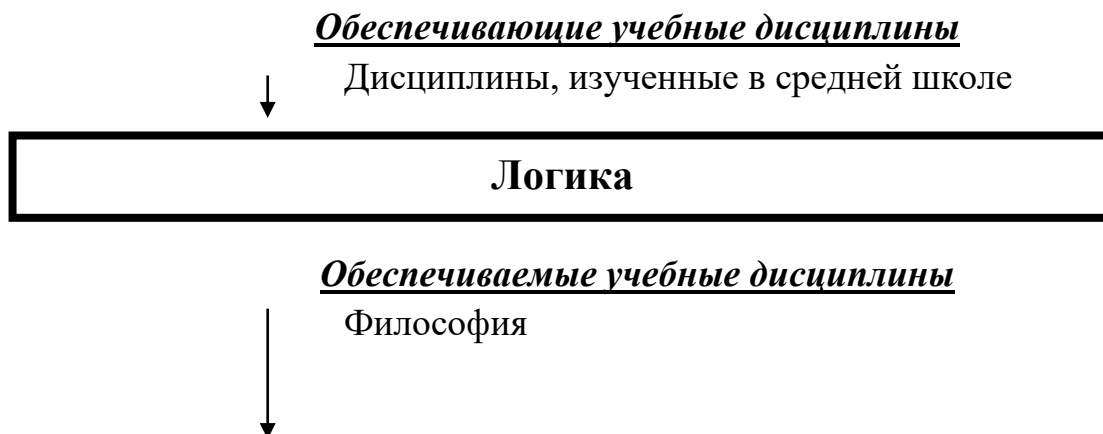 Обеспечивающие учебные дисциплины
Дисциплины, изученные в средней школе
Логика
Обеспечиваемые учебные дисциплины
Философия